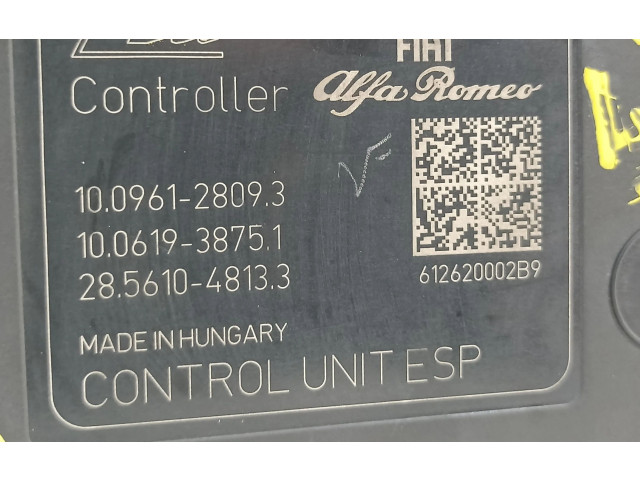 FIAT
Controller
Alfa Romeo
10.0961-2809.3
10.0619-3875.1
28.5610-4813.3
612620002B9
MADE IN HUNGARY
CONTROL UNIT ESP